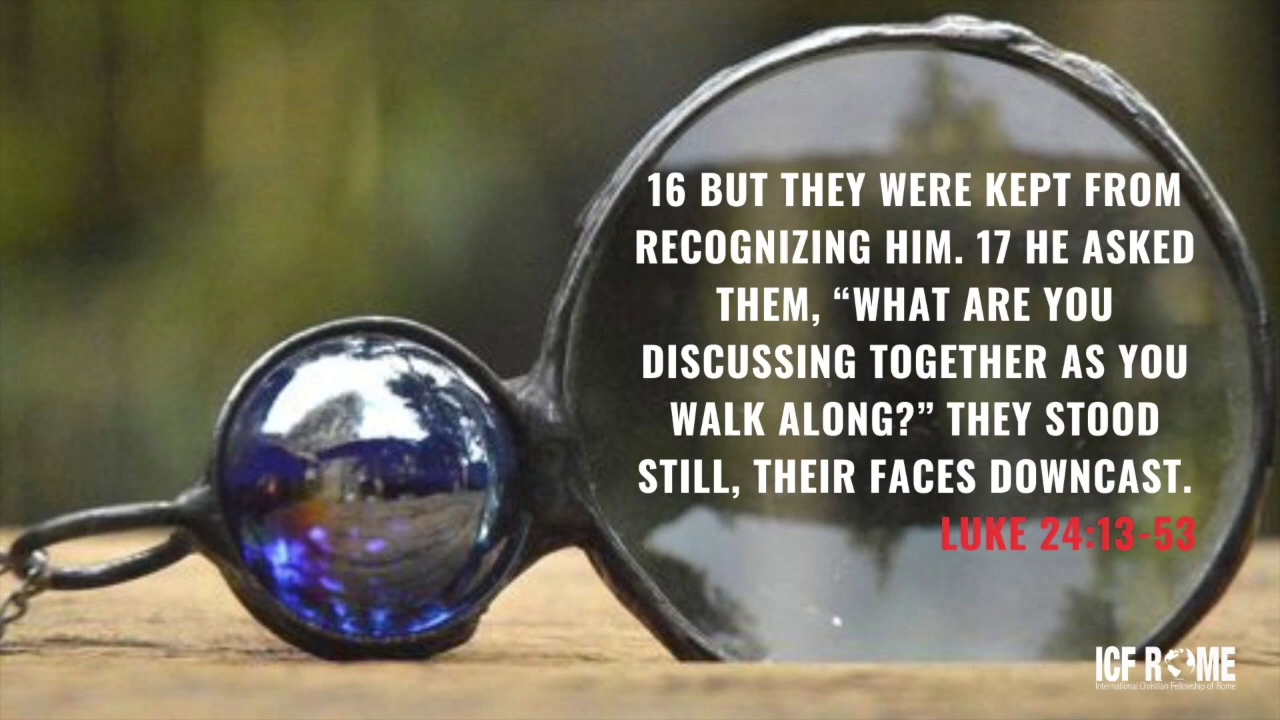 16 BUT THEY WERE KEPT FROM
RECOGNIZING HIM. 17 HE ASKED
THEM, “WHAT ARE YOU
DISCUSSING TOGETHER AS YOU
WALK ALONG?” THEY STOOD
STILL, THEIR FACES DOWNCAST.
LUKE 24:13-53
ICF ROME
International Christian Fellowship of Rome